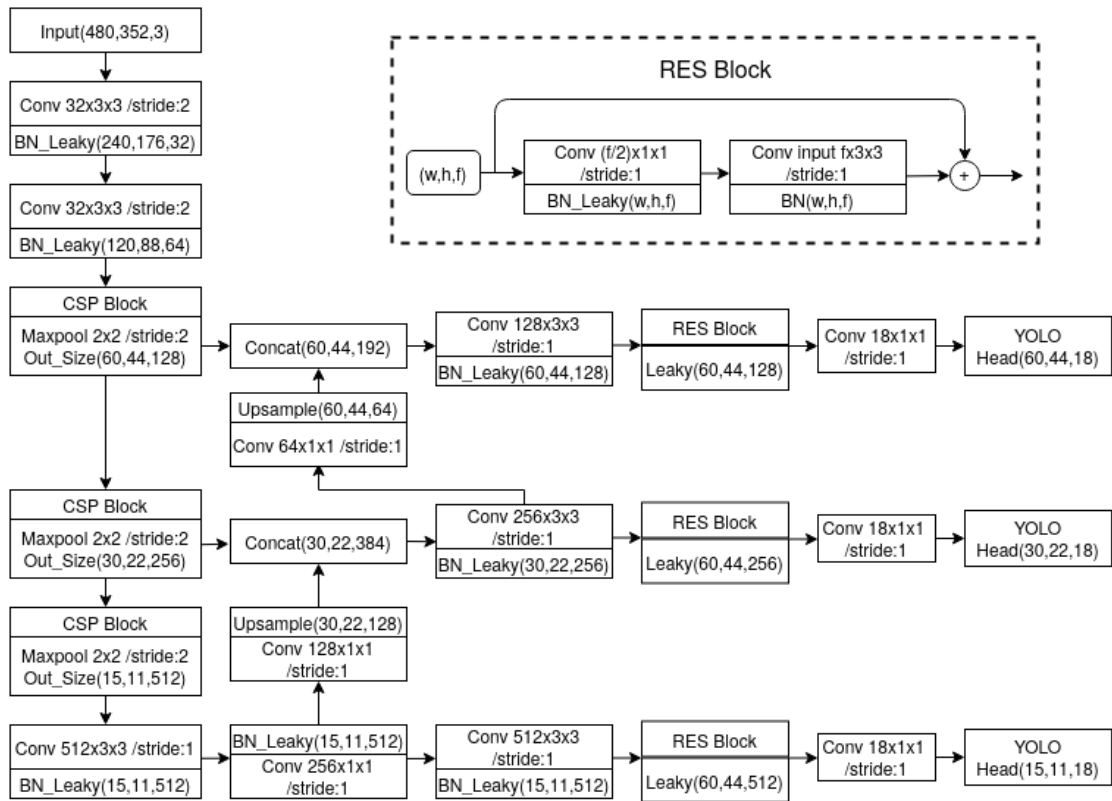 Input(480,352,3)
Conv 32x3x3 /stride:2
BN_Leaky(240,176,32)
Conv 32x3x3 /stride:2
BN_Leaky(120,88,64)
RES Block
(w,h,f)
Conv (f/2)x1x1
/stride:1
BN_Leaky(w,h,f)
Conv input fx3x3
/stride:1
BN(w,h,f)
+
CSP Block
Maxpool 2x2 /stride:2
Out_Size(60,44,128)
Concat(60,44,192)
Conv 128x3x3
/stride:1
BN_Leaky(60,44,128)
RES Block
Leaky(60,44,128)
Conv 18x1x1
/stride:1
YOLO
Head(60,44,18)
Upsample(60,44,64)
Conv 64x1x1 /stride:1
CSP Block
Maxpool 2x2 /stride:2
Out_Size(30,22,256)
Concat(30,22,384)
Conv 256x3x3
/stride:1
BN_Leaky(30,22,256)
RES Block
Leaky(60,44,256)
Conv 18x1x1
/stride:1
YOLO
Head(30,22,18)
CSP Block
Maxpool 2x2 /stride:2
Out_Size(15,11,512)
Upsample(30,22,128)
Conv 128x1x1
/stride:1
Conv 512x3x3 /stride:1
BN_Leaky(15,11,512)
BN_Leaky(15,11,512)
Conv 256x1x1
/stride:1
Conv 512x3x3
/stride:1
BN_Leaky(15,11,512)
RES Block
Leaky(60,44,512)
Conv 18x1x1
/stride:1
YOLO
Head(15,11,18)